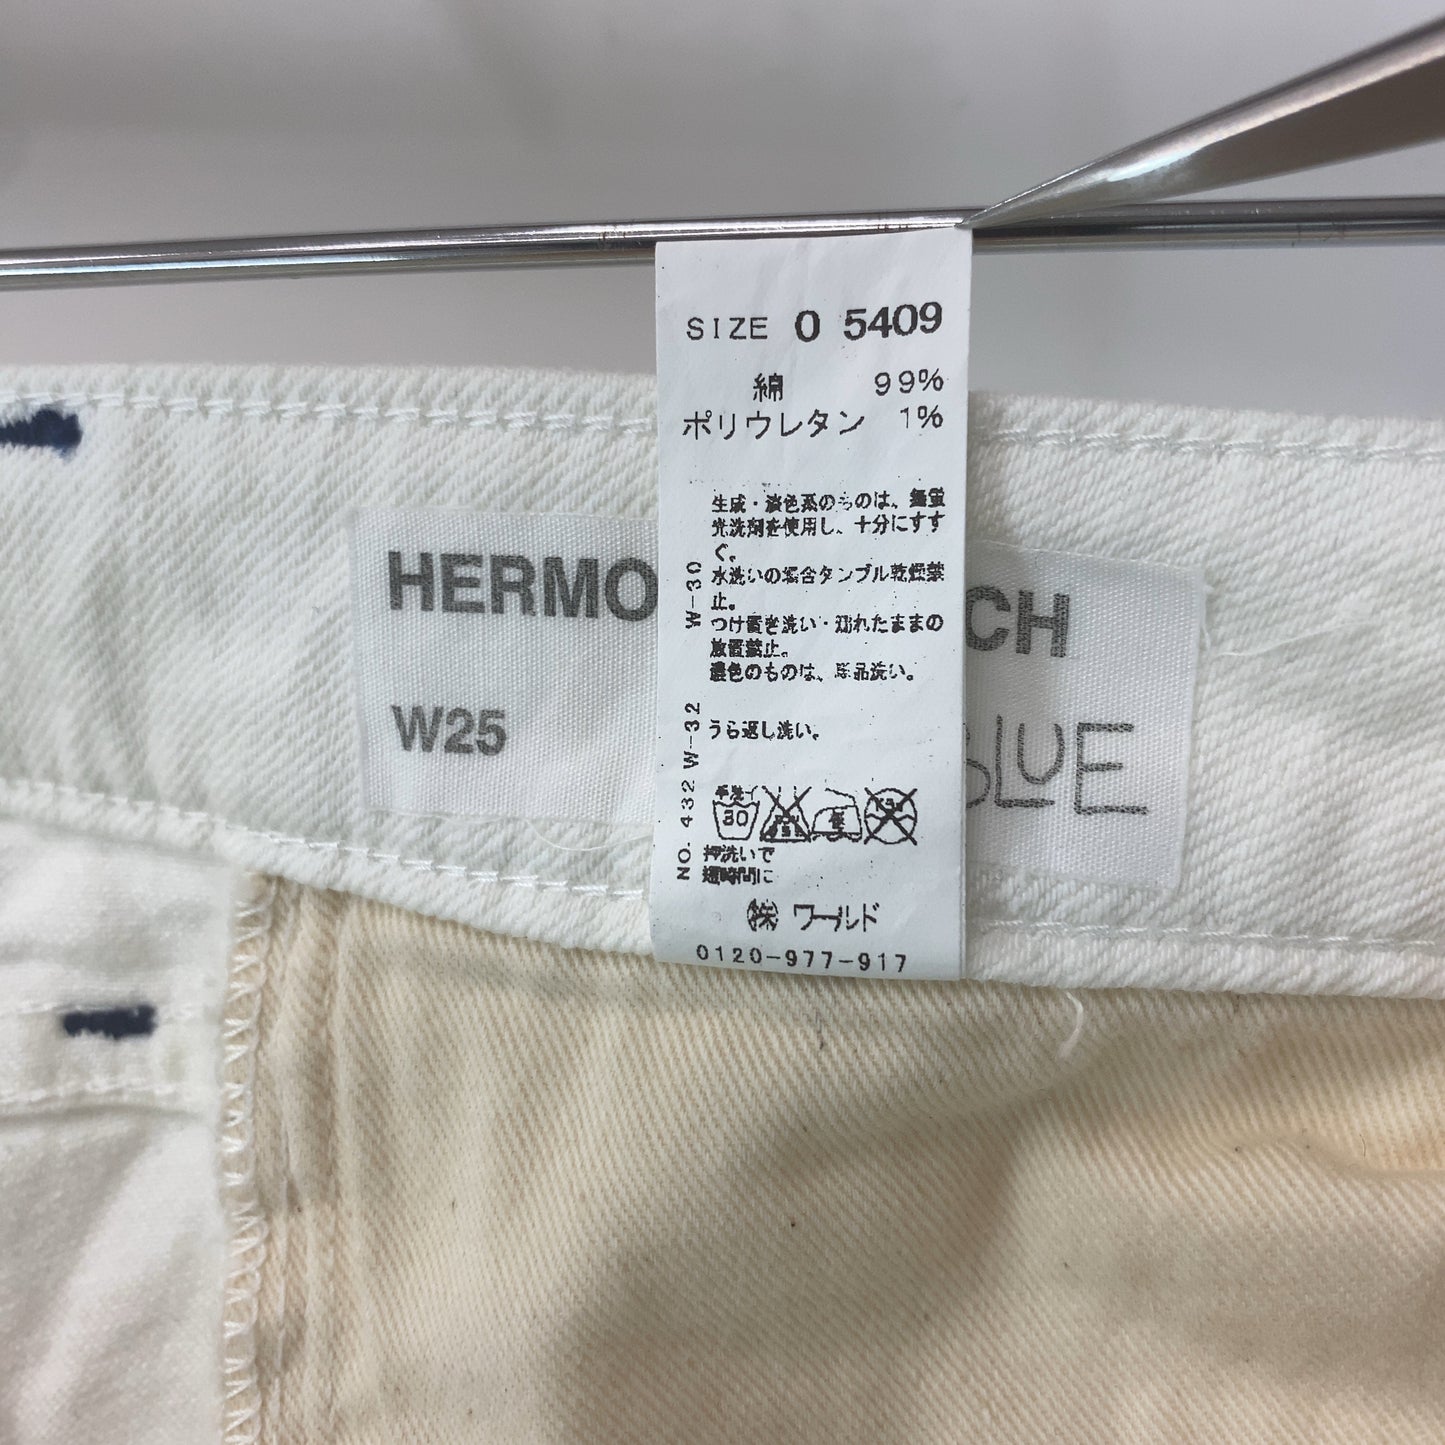 SIZE 0 5409
綿 99%
ポリウレタン 1%
生成・淡色系のものは、無蛍
光洗剤を使用し、十分にすす
ぐ。
水洗いの場合タンブル乾燥禁
止。
つけ置き洗い・濡れたままの
放置禁止。
濃色のものは、単品洗い。
うら返し洗い。
NO. 432 W-32 W-30
手洗イ
30
押洗いで
短時間に
㈱ ワールド
0120-977-917
HERMO
CH
W25
BLUE